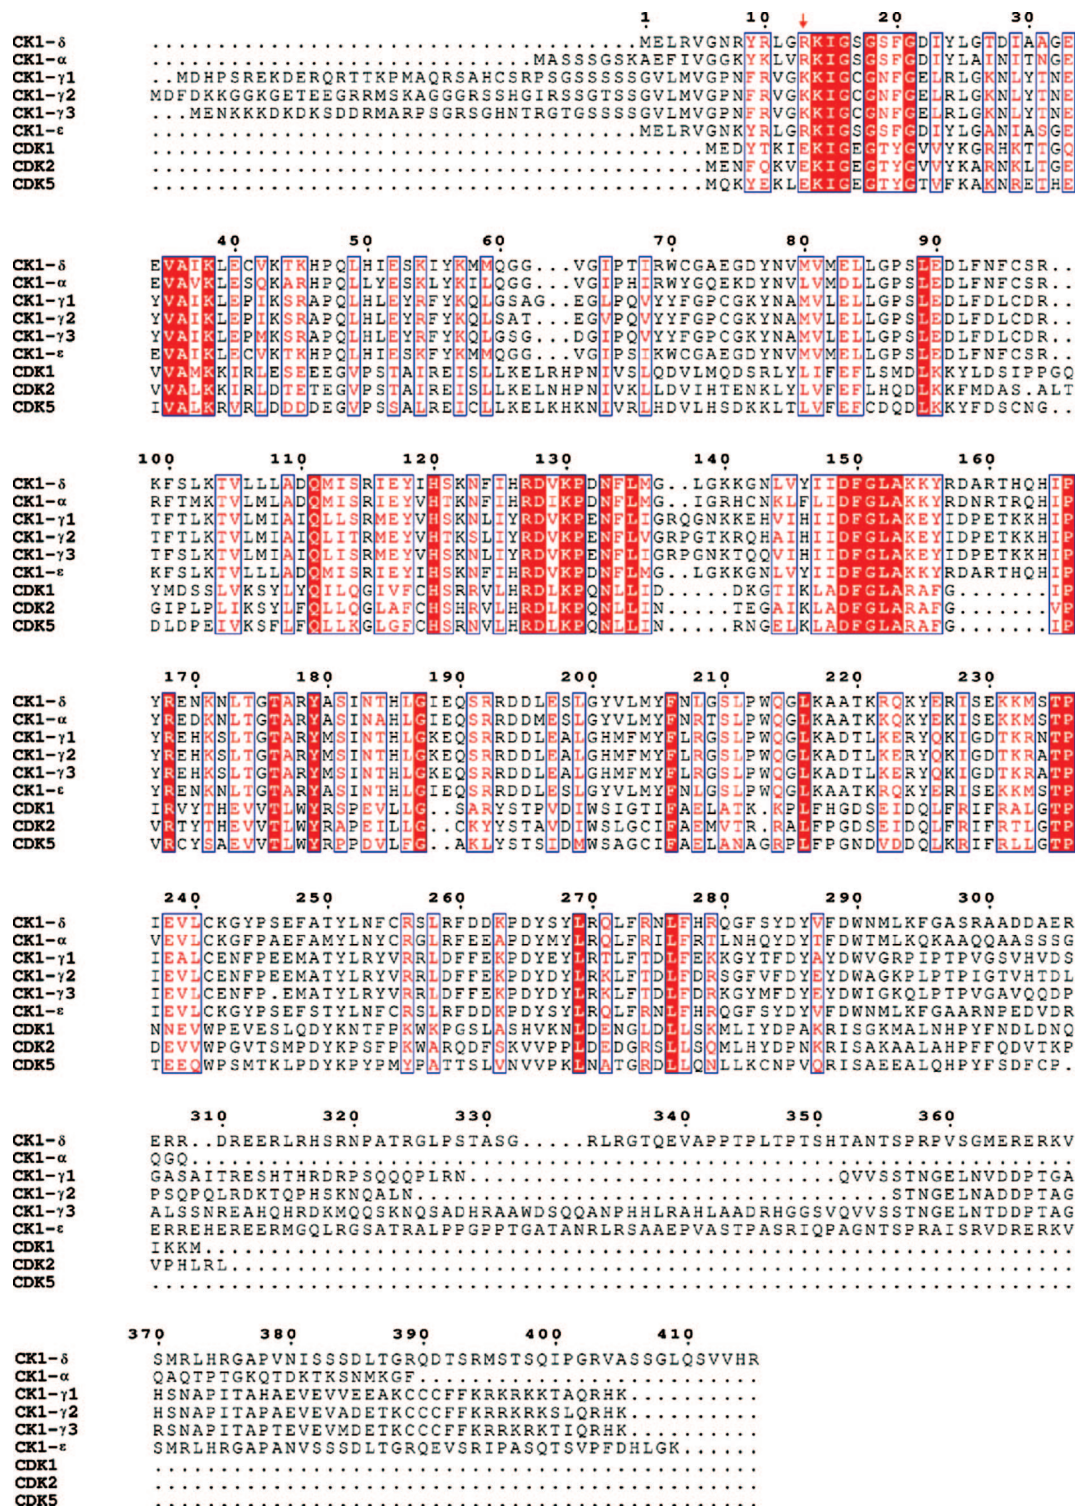 1 10 20 30
CK1-δ .....................................MELRVGNRYRLGRKIGSGSFGDIYLGTDIAAGE
CK1-α .............................MASSSGSKAEFIVGGKYKLVRKIGSGSFGDIYLAINITNGE
CK1-γ1 ..MDHPSREKDERQRTTKPMAQRSAHCSRPSGSSSSSGVLMVGPNFRVGKKIGCGNFGELRLGKNLYTNE
CK1-γ2 MDFDKKGGKGETEEGRRMSKAGGGRSSHGIRSSGTSSGVLMVGPNFRVGKKIGCGNFGELRLGKNLYTNE
CK1-γ3 ...MENKKKDKDKSDDRMARPSGRSGHNTRGTGSSSSGVLMVGPNFRVGKKIGCGNFGELRLGKNLYTNE
CK1-ε .....................................MELRVGNKYRLGRKIGSGSFGDIYLGANIASGE
CDK1 ..........................................MEDYTKIEKIGEGTYGVVYKGRHKTTGQ
CDK2 ..........................................MENFQKVEKIGEGTYGVVYKARNKLTGE
CDK5 ..........................................MQKYEKLEKIGEGTYGTVFKAKNRETHE
40 50 60 70 80 90
CK1-δ EVAIKLECVKTKHPQLHIESKIYKMMQGG...VGIPTIRWCGAEGDYNVMVMELLGPSLEDLFNFCSR..
CK1-α EVAVKLESQKARHPQLLYESKLYKILQGG...VGIPHIRWYGQEKDYNVLVMDLLGPSLEDLFNFCSR..
CK1-γ1 YVAIKLEPIKSRAPQLHLEYRFYKQLGSAG...EGLPQVYYFGPCGKYNAMVLELLGPSLEDLFDLCDR..
CK1-γ2 YVAIKLEPIKSRAPQLHLEYRFYKQLSAT...EGVPQVYYFGPCGKYNAMVLELLGPSLEDLFDLCDR..
CK1-γ3 YVAIKLEPMKSRAPQLHLEYRFYKQLGSG...DGIPQVYYFGPCGKYNAMVLELLGPSLEDLFDLCDR..
CK1-ε EVAIKLECVKTKHPQLHIESKFYKMMQGG...VGIPSIKWCGAEGDYNVMVMELLGPSLEDLFNFCSR..
CDK1 VVAMKKIRLESEEEGVPSTAIREISLLKELRHPNIVSLQDVLMQDSRLYLIFEFLSMDLKKYLDSIPPGQ
CDK2 VVALKKIRLDTETEGVPSTAIREISLLKELNHPNIVKLLDVIHTENKLYLVFEFLHQDLKKFMDAS.ALT
CDK5 IVALKRVRLDDDDEGVPSSALREICLLKELKHKNIVRLHDVLHSDKKLTLVFEFCDQDLKKYFDSCNG..
100 110 120 130 140 150 160
CK1-δ KFSLKTVLLLADQMISRIEYIHSKNFIHRDVKPDNFLMG..LGKKGNLVYIIDFGLAKKYRDARTHQHIP
CK1-α RFTMKTVLMLADQMISRIEYVHTKNFIHRDIKPDNFLMG..IGRHCNKLFLIDFGLAKKYRDNRTRQHIP
CK1-γ1 TFTLKTVLMIAIQLLSRMEYVHSKNLIYRDVKPENFLIGRQGNKKEHVIHIIDFGLAKEYIDPETKKHIP
CK1-γ2 TFTLKTVLMIAIQLITRMEYVHTKSLIYRDVKPENFLVGRPGTKRQHAIHIIDFGLAKEYIDPETKKHIP
CK1-γ3 TFSLKTVLMIAIQLISRMEYVHSKNLIYRDVKPENFLIGRPGNKTQQVIHIIDFGLAKEYIDPETKKHIP
CK1-ε KFSLKTVLLLADQMISRIEYIHSKNFIHRDVKPDNFLMG..LGKKGNLVYIIDFGLAKKYRDARTHQHIP
CDK1 YMDSSLVKSYLYQILQGIVFCHSRRVLHRDLKPQNLLID.....DKGTIKLADFGLARAFG.......IP
CDK2 GIPLPLIKSYLFQLLQGLAFCHSHRVLHRDLKPQNLLIN.....TEGAIKLADFGLARAFG.......VP
CDK5 DLDPEIVKSFLFQLLKGLGFCHSRNVLHRDLKPQNLLIN.....RNGELKLADFGLARAFG.......IP
170 180 190 200 210 220 230
CK1-δ YRENKNLTGTARYASINTHLGIEQSRRDDLESLGYVLMYFNLGSLPWQGLKAATKRQKYERISEKKMSTP
CK1-α YREDKNLTGTARYASINAHLGIEQSRRDDMESLGYVLMYFNRTSLPWQGLKAATKKQKYEKISEKKMSTP
CK1-γ1 YREHKSLTGTARYMSINTHLGKEQSRRDDLEALGHMFMYFLRGSLPWQGLKADTLKERYQKIGDTKRNTP
CK1-γ2 YREHKSLTGTARYMSINTHLGKEQSRRDDLEALGHMFMYFLRGSLPWQGLKADTLKERYQKIGDTKRATP
CK1-γ3 YREHKSLTGTARYMSINTHLGKEQSRRDDLEALGHMFMYFLRGSLPWQGLKADTLKERYQKIGDTKRATP
CK1-ε YRENKNLTGTARYASINTHLGIEQSRRDDLESLGYVLMYFNLGSLPWQGLKAATKRQKYERISEKKMSTP
CDK1 IRVYTHEVVTLWYRSPEVLLG..SARYSTPVDIWSIGTIFAELATK.KPLFHGDSEIDQLFRIFRALGTP
CDK2 VRTYTHEVVTLWYRAPEILLG..CKYYSTAVDIWSLGCIFAEMVTR.RALFPGDSEIDQLFRIFRTLGTP
CDK5 VRCYSAEVVTLWYRPPDVLFG..AKLYSTSIDMWSAGCIFAELANAGRPLFPGNDVDDQLKRIFRLLGTP
240 250 260 270 280 290 300
CK1-δ IEVLCKGYPSEFATYLNFCRSLRFDDKPDYSYLRQLFRNLFHRQGFSYDYVFDWNMLKFGASRAADDAER
CK1-α VEVLCKGFPAEFAMYLNYCRGLRFEEAPDYMYLRQLFRILFRTLNHQYDYTFDWTMLKQKAAQQAASSSG
CK1-γ1 IEALCENFPEEMATYLRYVRRLDFFEKPDYEYLRTLFTDLFEKKGYTFDYAYDWVGRPIPTPVGSVHVDS
CK1-γ2 IEVLCENFPEEMATYLRYVRRLDFFEKPDYDYLRKLFTDLFDRSGFVFDYEYDWAGKPLPTPIGTVHTDL
CK1-γ3 IEVLCENFP.EMATYLRYVRRLDFFEKPDYDYLRKLFTDLFDRKGYMFDYEYDWIGKQLPTPVGAVQQDP
CK1-ε IEVLCKGYPSEFSTYLNFCRSLRFDDKPDYSYLRQLFRNLFHRQGFSYDYVFDWNMLKFGAARNPEDVDR
CDK1 NNEVWPEVESLQDYKNTFPKWKPGSLASHVKNLDENGLDLLSKMLIYDPAKRISGKMALNHPYFNDLDNQ
CDK2 DEVVWPGVTSMPDYKPSFPKWARQDFSKVVPPLDEDGRSLLSQMLHYDPNKRISAKAALAHPFFQDVTKP
CDK5 TEEQWPSMTKLPDYKPYPMYPATTSLVNVVPKLNATGRDLLQNLLKCNPVQRISAEEALQHPYFSDFCP.
310 320 330 340 350 360
CK1-δ ERR..DREERLRHSRNPATRGLPSTASG.....RLRGTQEVAPPTPLTPTSHTANTSPRPVSGMERERKV
CK1-α QGQ...................................................................
CK1-γ1 GASAITRESHTHRDRPSQQQPLRN............................QVVSSTNGELNVDDPTGA
CK1-γ2 PSQPQLRDKTQPHSKNQALN....................................STNGELNADDPTAG
CK1-γ3 ALSSNREAHQHRDKMQQSKNQSADHRAAWDSQQANPHHLRAHLAADRHGGSVQVVSSTNGELNTDDPTAG
CK1-ε ERREHEREERMGQLRGSATRALPPGPPTGATANRLRSAAEPVASTPASRIQPAGNTSPRAISRVDRERKV
CDK1 IKKM..................................................................
CDK2 VPHLRL................................................................
CDK5 ......................................................................
370 380 390 400 410
CK1-δ SMRLHRGAPVNISSSDLTGRQDTSRMSTSQIPGRVASSGLQSVVHR
CK1-α QAQTPTGKQTDKTKSNMKGF..........................
CK1-γ1 HSNAPITAHAEVEVVEEAKCCCFFKRKRKKTAQRHK..........
CK1-γ2 HSNAPITAPAEVEVADETKCCCFFKRRKRKSLQRHK..........
CK1-γ3 RSNAPITAPTEVEVMDETKCCCFFKRRKRKTIQRHK..........
CK1-ε SMRLHRGAPANVSSSDLTGRQEVSRIPASQTSVPFDHLGK......
CDK1 ..............................................
CDK2 ..............................................
CDK5 ..............................................